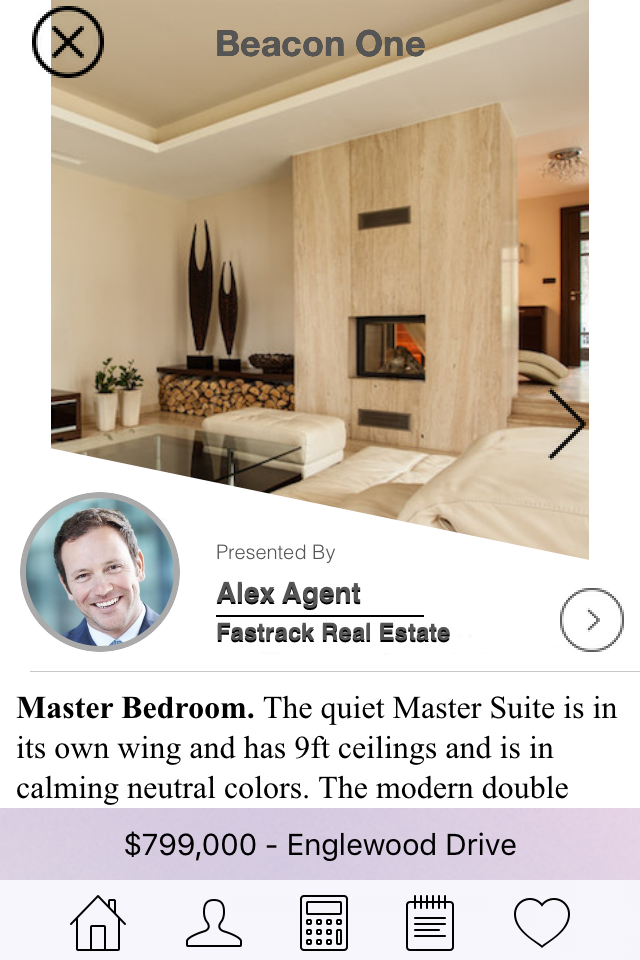 Beacon One
Presented By
Alex Agent
Fastrack Real Estate
Master Bedroom. The quiet Master Suite is in
its own wing and has 9ft ceilings and is in
calming neutral colors. The modern double
$799,000 - Englewood Drive